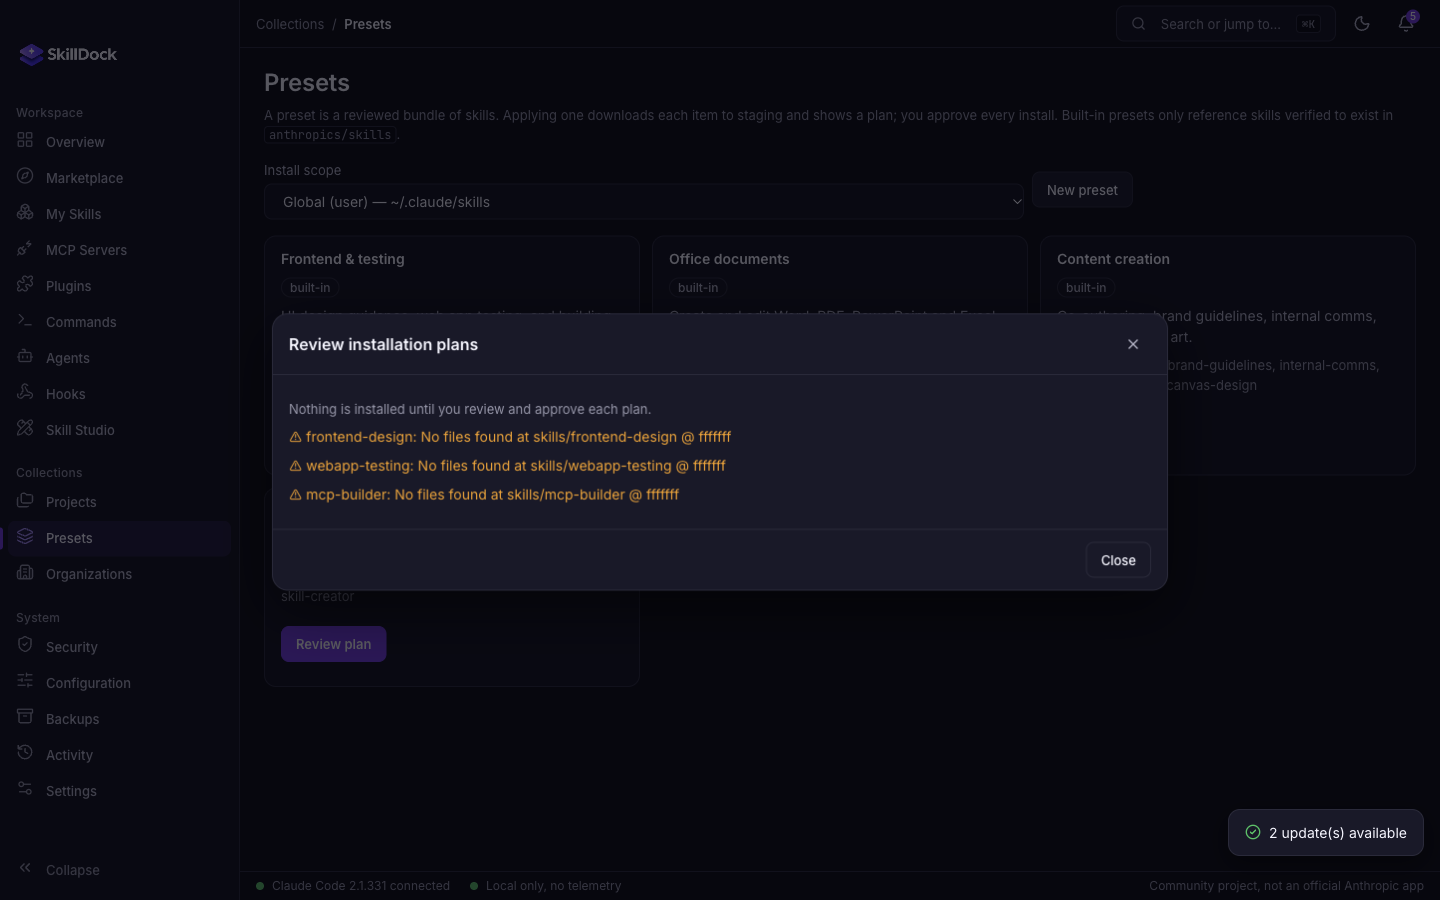 SkillDock
Collections / Presets
Search or jump to...
⌘K
5
Workspace
Overview
Marketplace
My Skills
MCP Servers
Plugins
Commands
Agents
Hooks
Skill Studio
Collections
Projects
Presets
Organizations
System
Security
Configuration
Backups
Activity
Settings
Collapse
Presets
A preset is a reviewed bundle of skills. Applying one downloads each item to staging and shows a plan; you approve every install. Built-in presets only reference skills verified to exist in
anthropics/skills.
Install scope
Global (user) — ~/.claude/skills
New preset
Frontend & testing
built-in
Office documents
built-in
Content creation
built-in
brand guidelines, internal comms,
art.
brand-guidelines, internal-comms,
canvas-design
Review installation plans
Nothing is installed until you review and approve each plan.
frontend-design: No files found at skills/frontend-design @ fffffff
webapp-testing: No files found at skills/webapp-testing @ fffffff
mcp-builder: No files found at skills/mcp-builder @ fffffff
Close
skill-creator
Review plan
2 update(s) available
Claude Code 2.1.331 connected
Local only, no telemetry
Community project, not an official Anthropic app